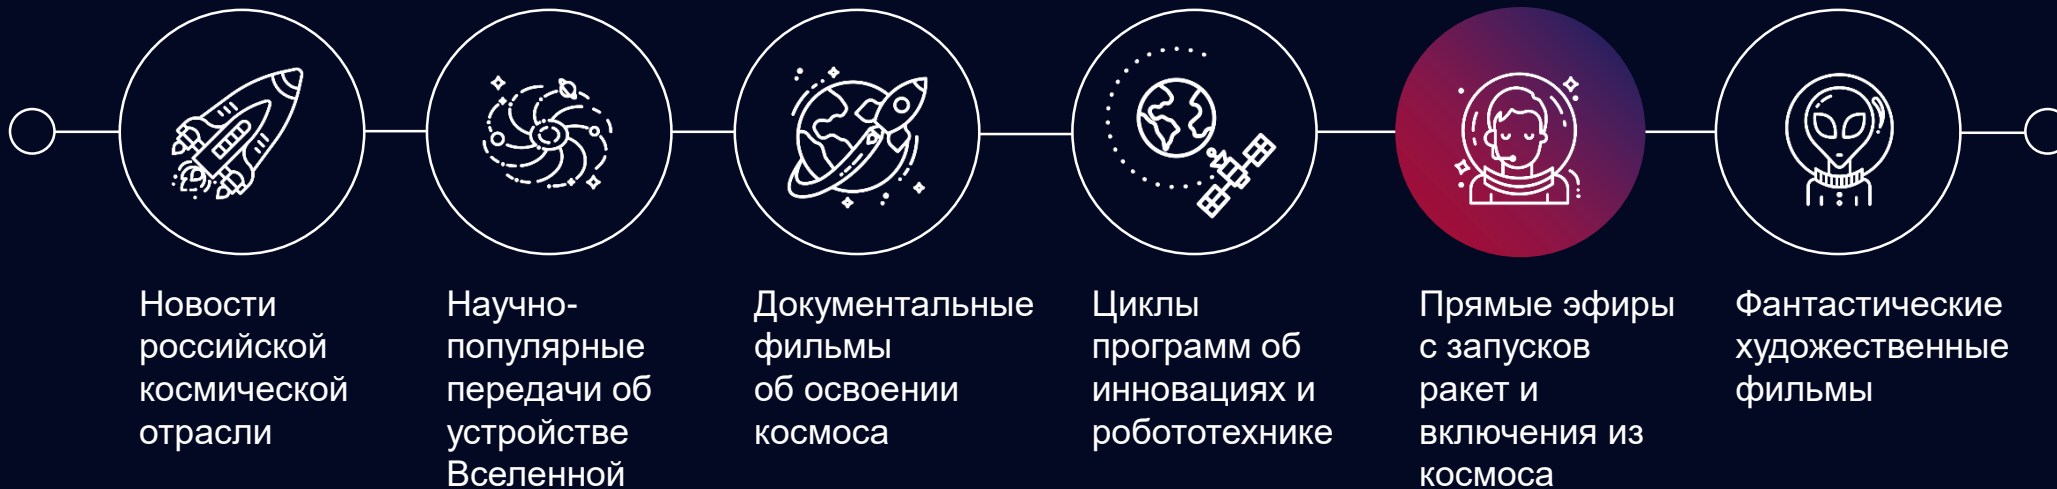 Новости
российской
космической
отрасли
Научно-
популярные
передачи об
устройстве
Вселенной
Документальные
фильмы
об освоении
космоса
Циклы
программ об
инновациях и
робототехнике
Прямые эфиры
с запусков
ракет и
включения из
космоса
Фантастические
художественные
фильмы